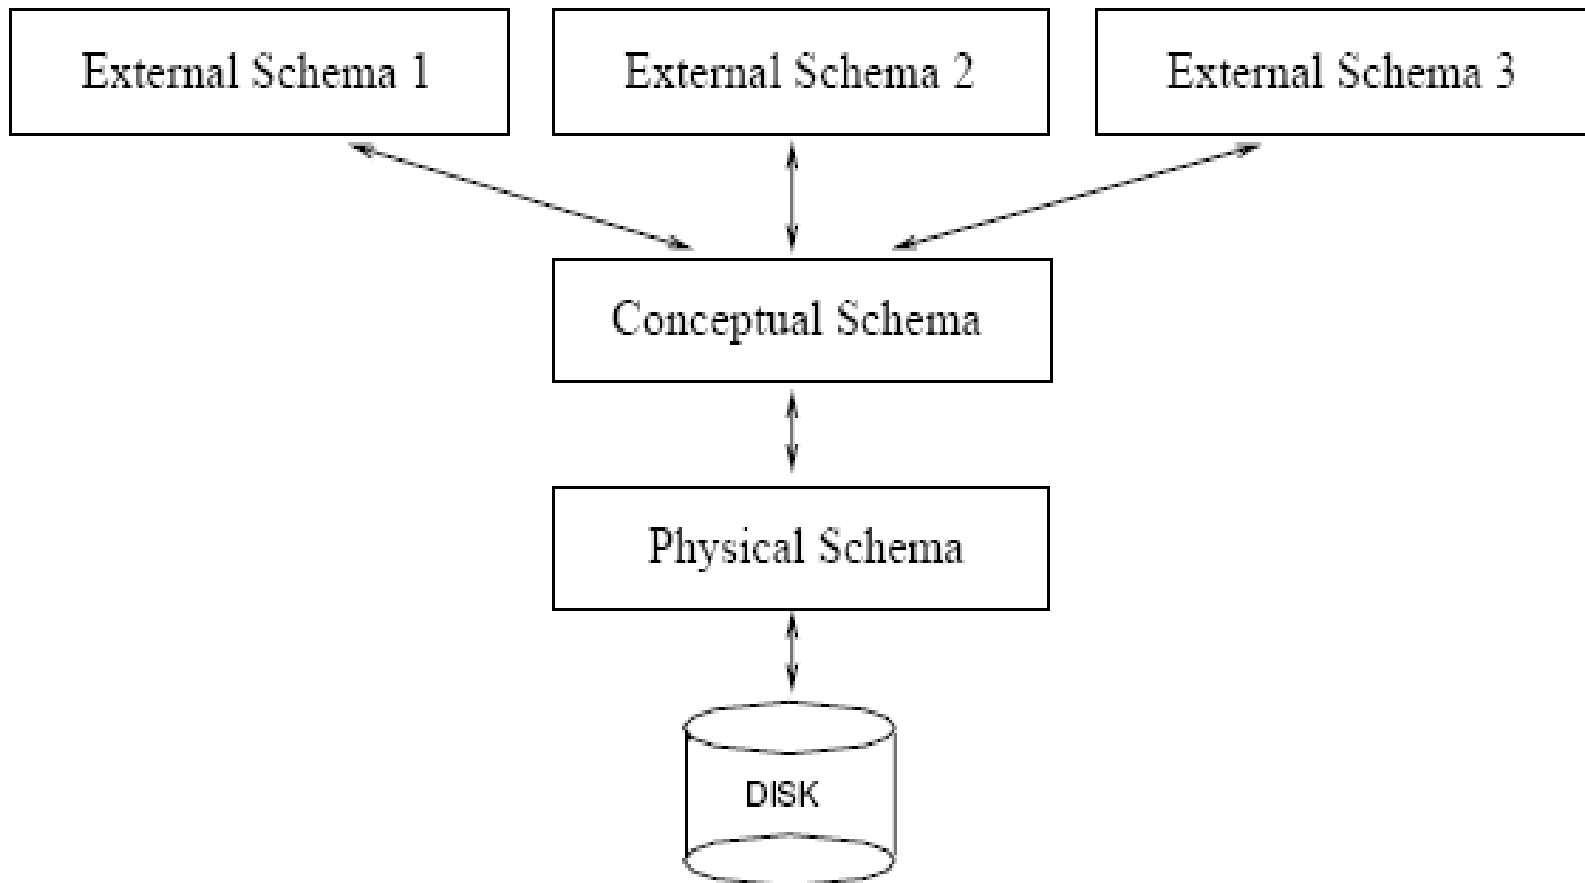 External Schema 1
External Schema 2
External Schema 3
Conceptual Schema
Physical Schema
DISK